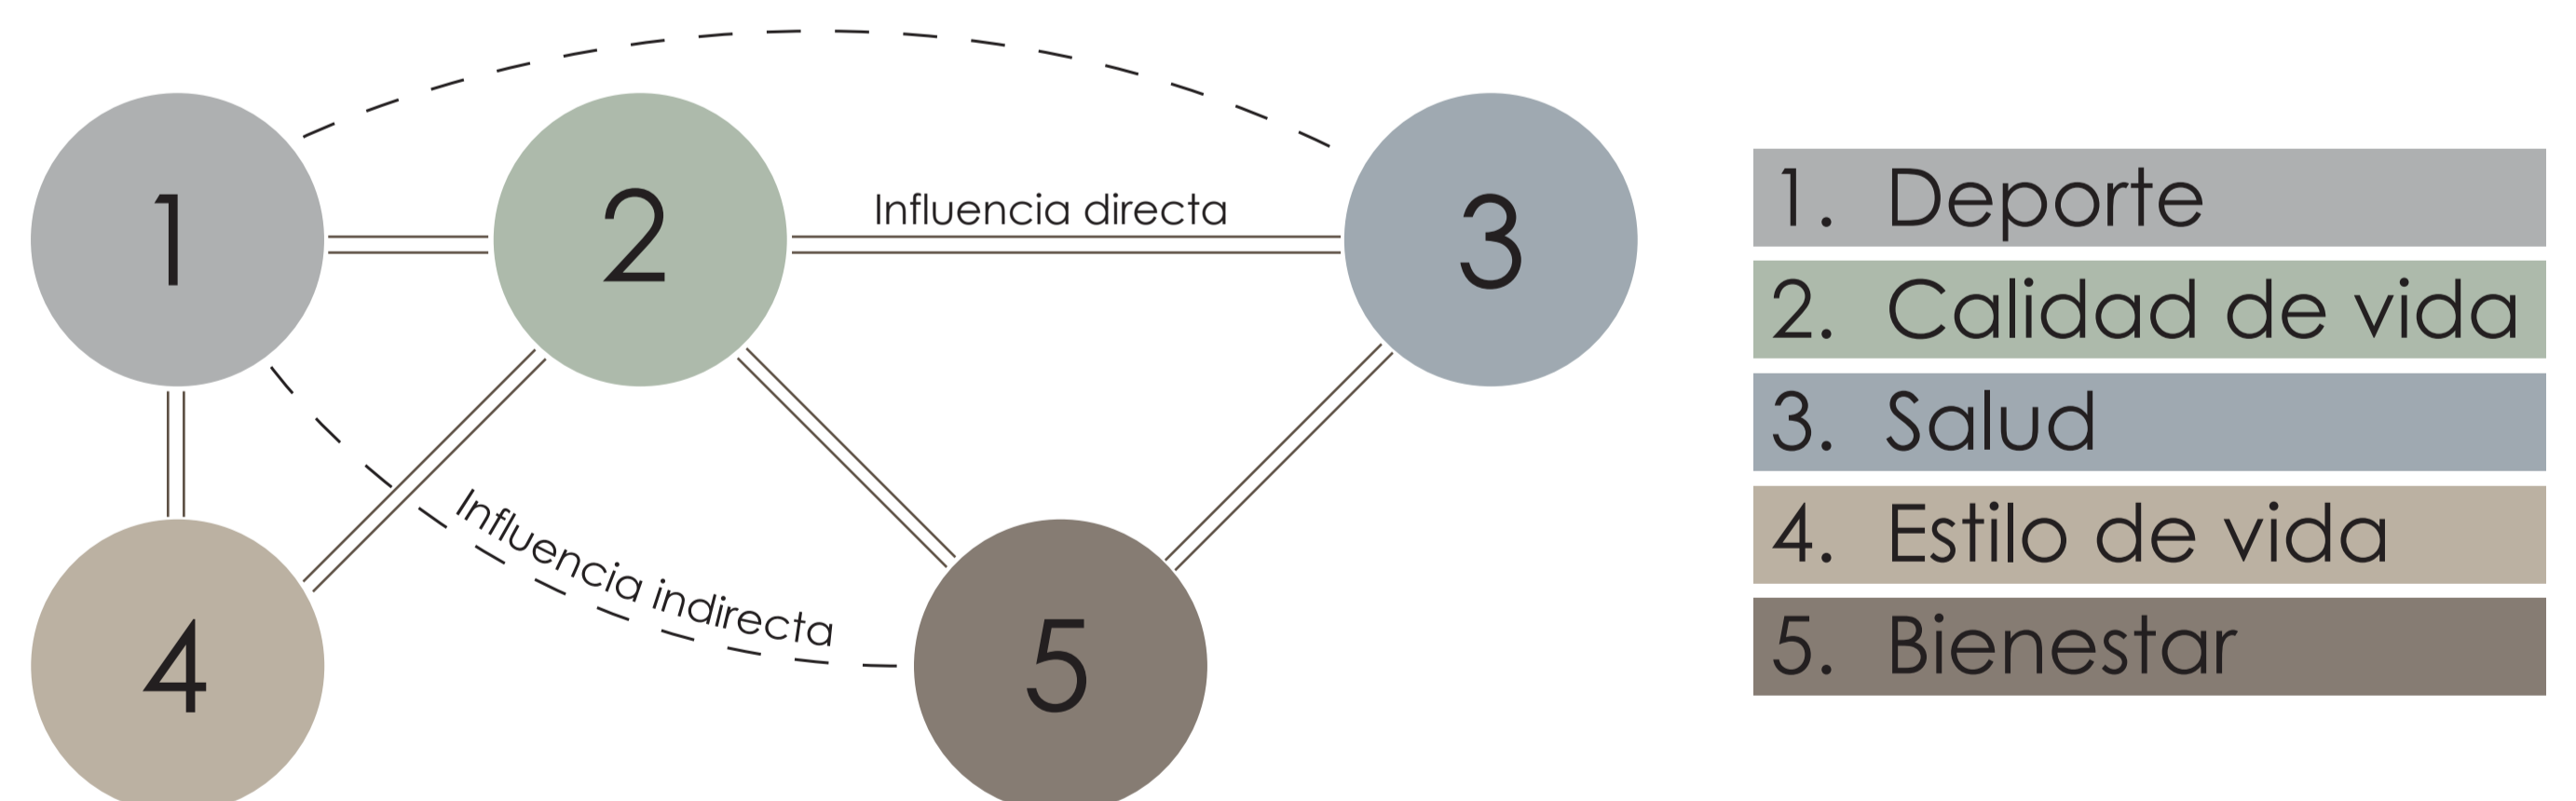 1
2
Influencia directa
3
Influencia indirecta
4
5
1. Deporte
2. Calidad de vida
3. Salud
4. Estilo de vida
5. Bienestar